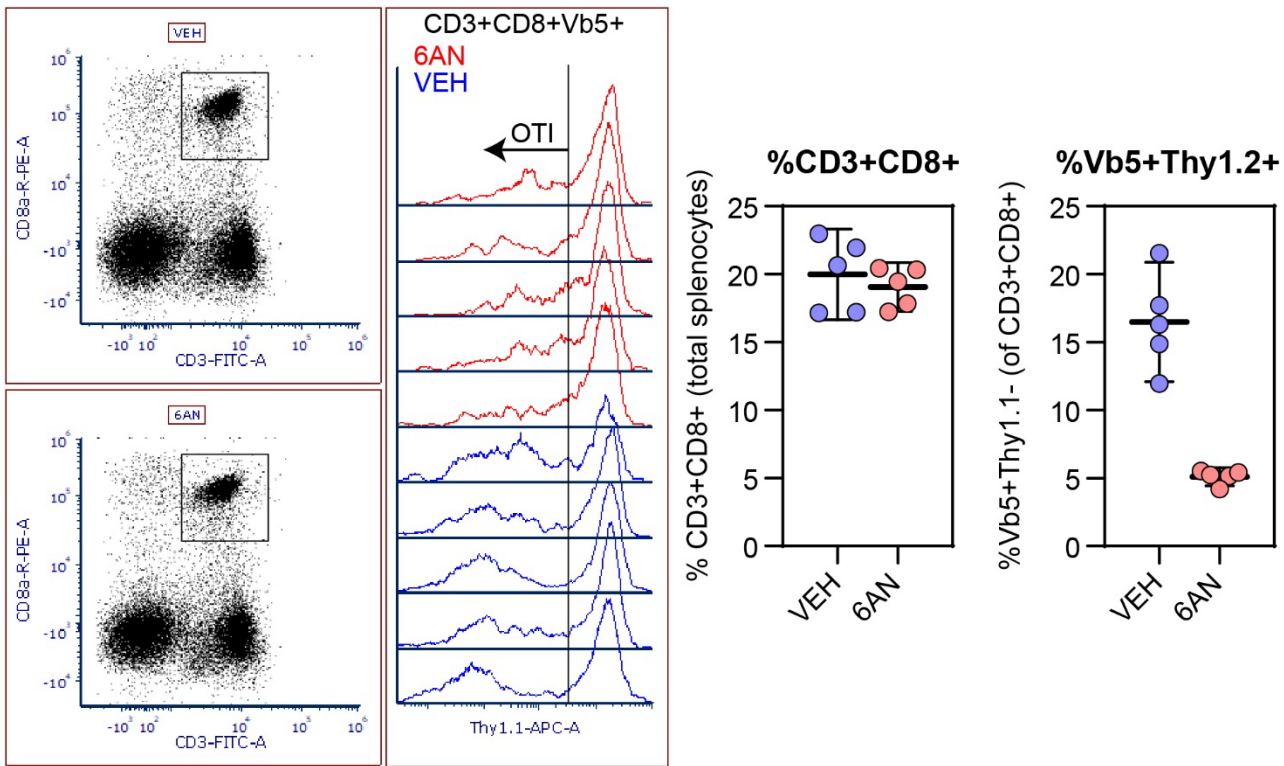 VEH
10^6
10^5
10^4
-10^3
-10^4
CD8a-R-PE-A
-10^3 10^2 10^4 10^5 10^6
CD3-FITC-A
6AN
10^6
10^5
10^4
-10^3
-10^4
CD8a-R-PE-A
-10^3 10^2 10^4 10^5 10^6
CD3-FITC-A
CD3+CD8+Vb5+
6AN
VEH
OTI
Thy1.1-APC-A
%CD3+CD8+
% CD3+CD8+ (total splenocytes)
25
20
15
10
5
0
VEH
6AN
%Vb5+Thy1.2+
%Vb5+Thy1.1- (of CD3+CD8+)
25
20
15
10
5
0
VEH
6AN